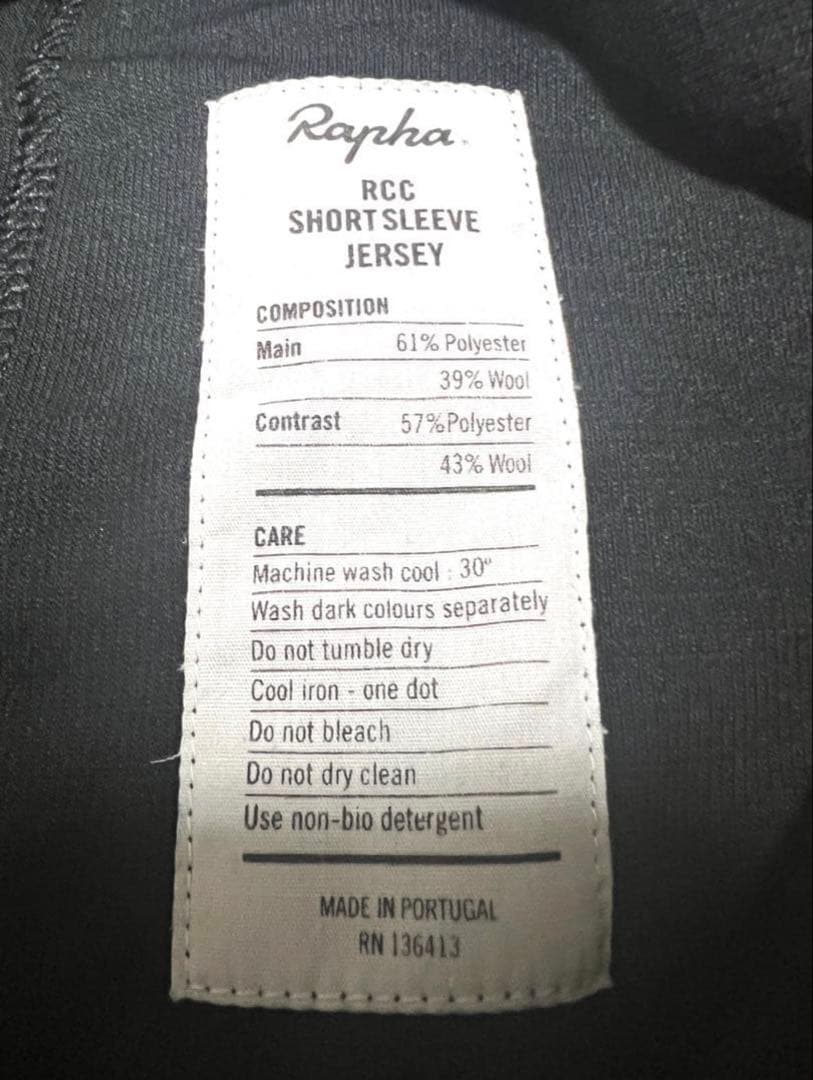 Rapha.
RCC
SHORT SLEEVE
JERSEY
COMPOSITION
Main 61% Polyester
39% Wool
Contrast 57% Polyester
43% Wool
CARE
Machine wash cool : 30°
Wash dark colours separately
Do not tumble dry
Cool iron - one dot
Do not bleach
Do not dry clean
Use non-bio detergent
MADE IN PORTUGAL
RN 136413